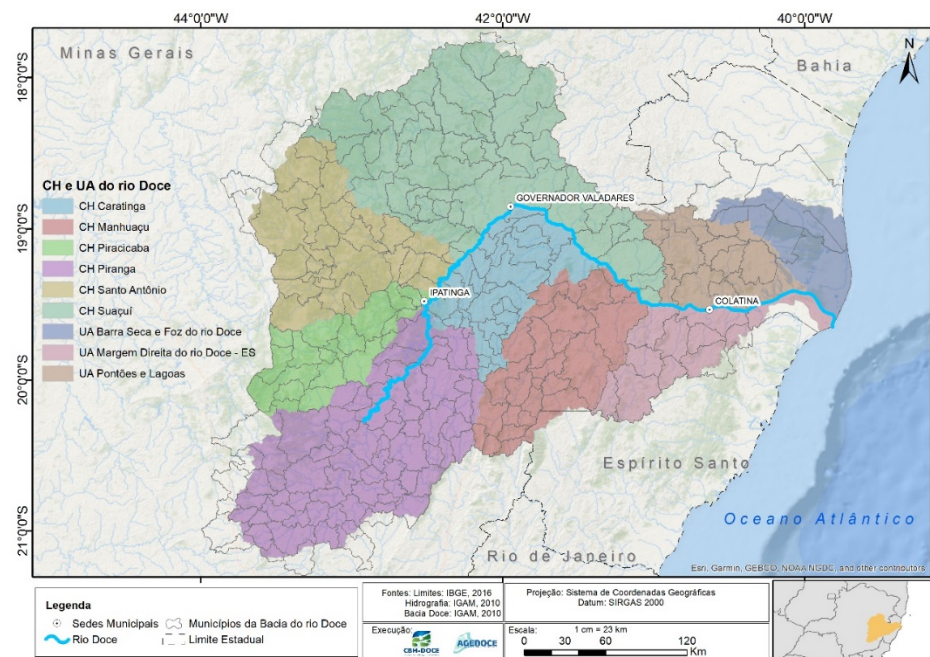 44°0'0"W
42°0'0"W
40°0'0"W
Minas Gerais
Bahia
N
18°0'0"S
19°0'0"S
20°0'0"S
21°0'0"S
CH e UA do rio Doce
CH Caratinga
CH Manhuaçu
CH Piracicaba
CH Piranga
CH Santo Antônio
CH Suaçuí
UA Barra Seca e Foz do rio Doce
UA Margem Direita do rio Doce - ES
UA Pontões e Lagoas
GOVERNADOR VALADARES
IPATINGA
COLATINA
Espírito Santo
Oceano Atlântico
Rio de Janeiro
Esri, Garmin, GEBCO, NOAA NGDC, and other contributors
Legenda
Sedes Municipais
Municípios da Bacia do rio Doce
Rio Doce
Limite Estadual
Fontes: Limites: IBGE, 2016
Hidrografia: IGAM, 2010
Bacia Doce: IGAM, 2010
Execução:
CBH-DOCE
AGEDOCE
Projeção: Sistema de Coordenadas Geográficas
Datum: SIRGAS 2000
Escala:
1 cm = 23 km
0 30 60 120
Km